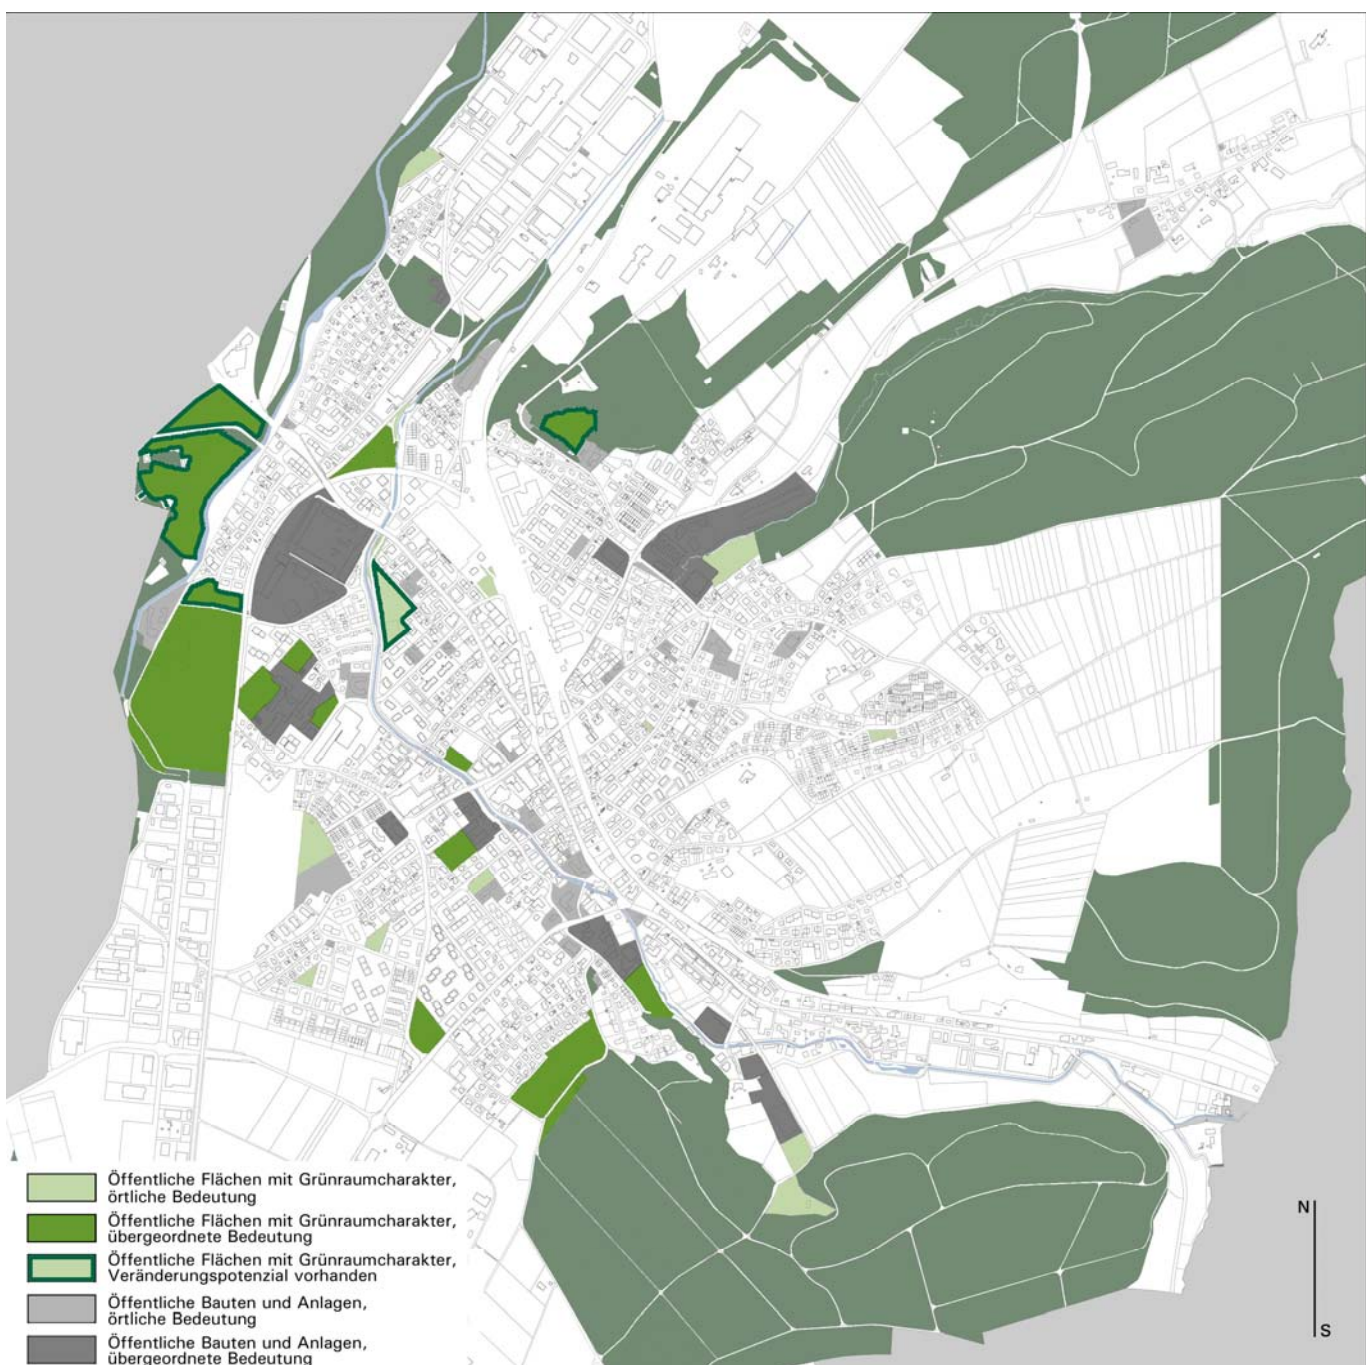 Öffentliche Flächen mit Grünraumcharakter,
örtliche Bedeutung
Öffentliche Flächen mit Grünraumcharakter,
übergeordnete Bedeutung
Öffentliche Flächen mit Grünraumcharakter,
Veränderungspotenzial vorhanden
Öffentliche Bauten und Anlagen,
örtliche Bedeutung
Öffentliche Bauten und Anlagen,
übergeordnete Bedeutung
N
S